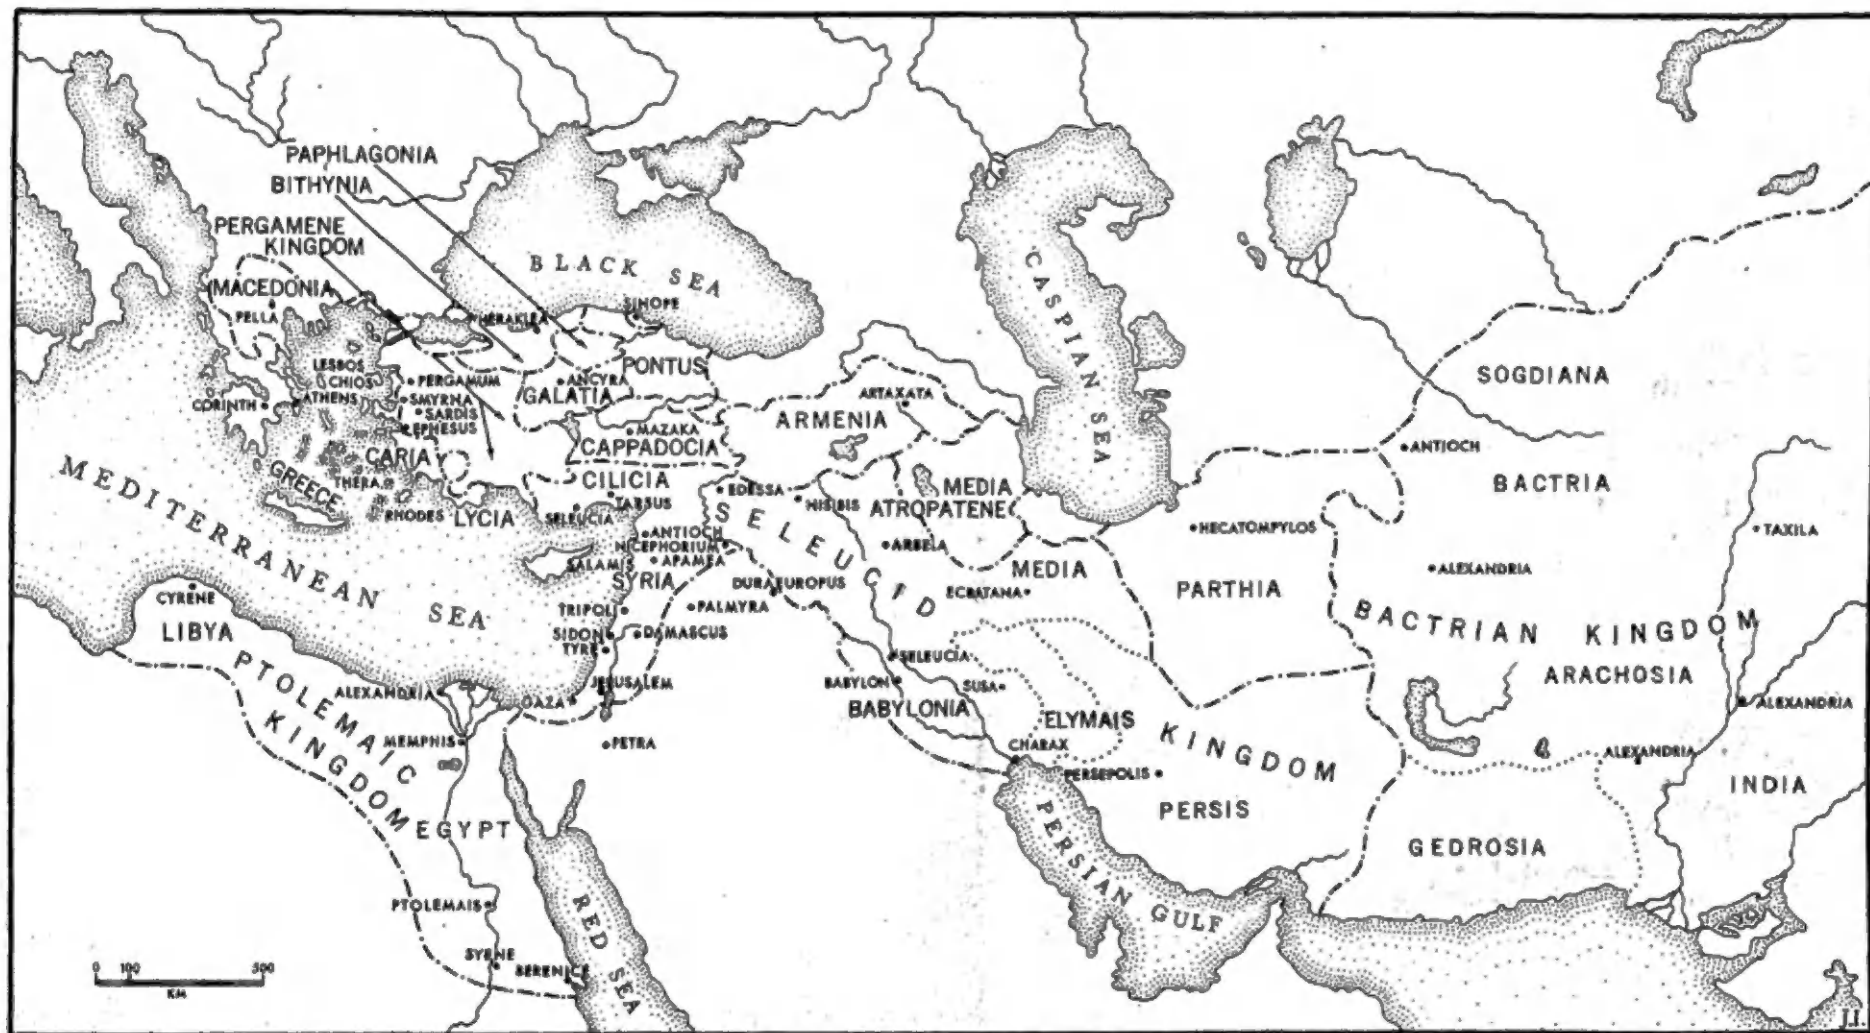 PAPHLAGONIA
BITHYNIA
PERGAMENE
KINGDOM
MACEDONIA
PELLA
BLACK SEA
HERAKLEA
SINOPE
CASPIAN SEA
LESBOS
CHIOS
ATHENS
CORINTH
PERGAMUM
SMYRNA
SARDIS
EPHESUS
ANCYRA
GALATIA
PONTUS
MAZAKA
CAPPADOCIA
ARMENIA
ARTAXATA
SOGDIANA
ANTIOCH
BACTRIA
CARIA
GREECE
THERA
RHODES
LYCIA
CILICIA
TARSUS
SELEUCIA
EDESSA
NISIBIS
MEDIA
ATROPATENE
HECATOMPYLOS
TAXILA
MEDITERRANEAN SEA
ANTIOCH
NICEPHORIUM
SALAMIS
APAMEA
SYRIA
DURA EUROPUS
ARBELA
MEDIA
ECBATANA
PARTHIA
ALEXANDRIA
SELEUCID
KINGDOM
BACTRIAN KINGDOM
CYRENE
LIBYA
TRIPOLI
PALMYRA
SIDON
DAMASCUS
TYRE
SELEUCIA
BABYLON
BABYLONIA
SUSA
ELYMAIS
ARACHOSIA
PTOLEMAIC
KINGDOM
ALEXANDRIA
GAZA
JERUSALEM
MEMPHIS
PETRA
CHARAX
PERSEPOLIS
PERSIS
ALEXANDRIA
ALEXANDRIA
INDIA
EGYPT
GEDROSIA
PERSIAN GULF
PTOLEMAIS
RED SEA
SYENE
BERENICE
0 100 500
KM